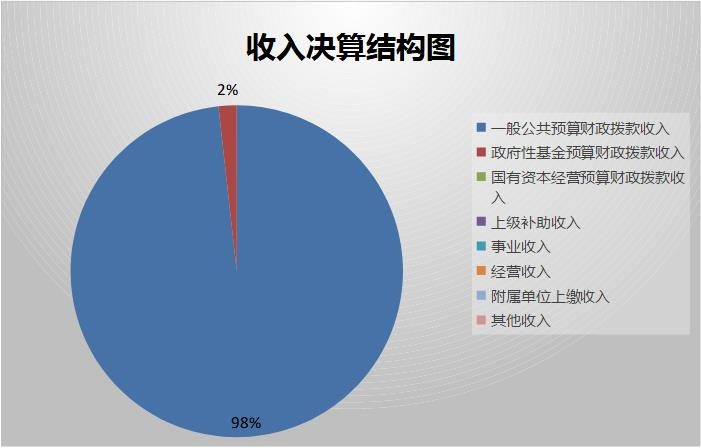 收入决算结构图
2%
98%
一般公共预算财政拨款收入
政府性基金预算财政拨款收入
国有资本经营预算财政拨款收
入
上级补助收入
事业收入
经营收入
附属单位上缴收入
其他收入